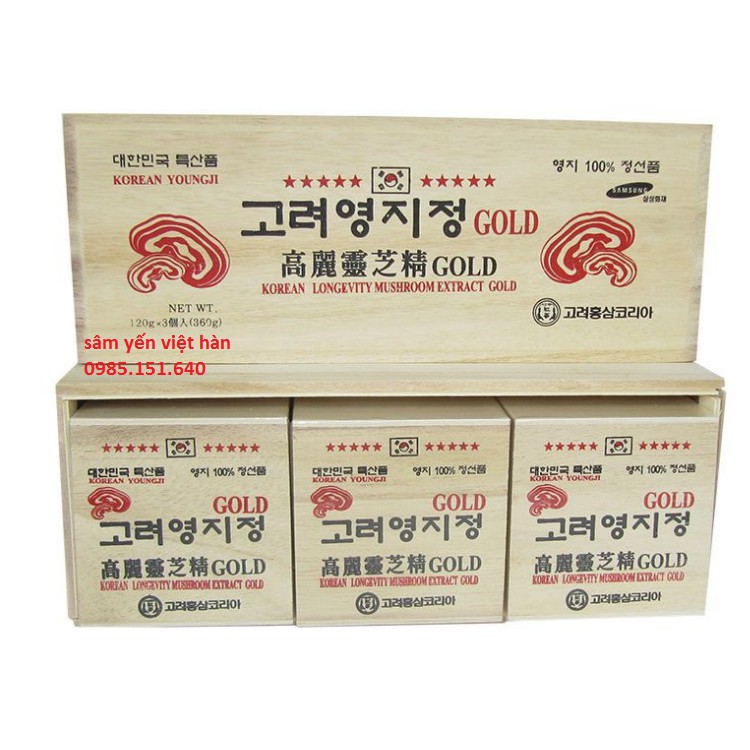 대한민국 특산품
KOREAN YOUNGJI
★★★★★ ★★★★★
영지 100% 정선품
SAMSUNG
삼성화재
고려영지정 GOLD
高麗靈芝精GOLD
KOREAN LONGEVITY MUSHROOM EXTRACT GOLD
NET WT.
120g×3個入(360g)
고려홍삼코리아
sâm yến việt hàn
0985.151.640
★★★★★ ★★★★★
대한민국 특산품 영지 100% 정선품
KOREAN YOUNGJI
GOLD
고려영지정
高麗靈芝精GOLD
KOREAN LONGEVITY MUSHROOM EXTRACT GOLD
고려홍삼코리아
★★★★★ ★★★★★
대한민국 특산품 영지 100% 정선품
KOREAN YOUNGJI
GOLD
고려영지정
高麗靈芝精GOLD
KOREAN LONGEVITY MUSHROOM EXTRACT GOLD
고려홍삼코리아
★★★★★ ★★★★★
대한민국 특산품 영지 100% 정선품
KOREAN YOUNGJI
GOLD
고려영지정
高麗靈芝精GOLD
KOREAN LONGEVITY MUSHROOM EXTRACT GOLD
고려홍삼코리아